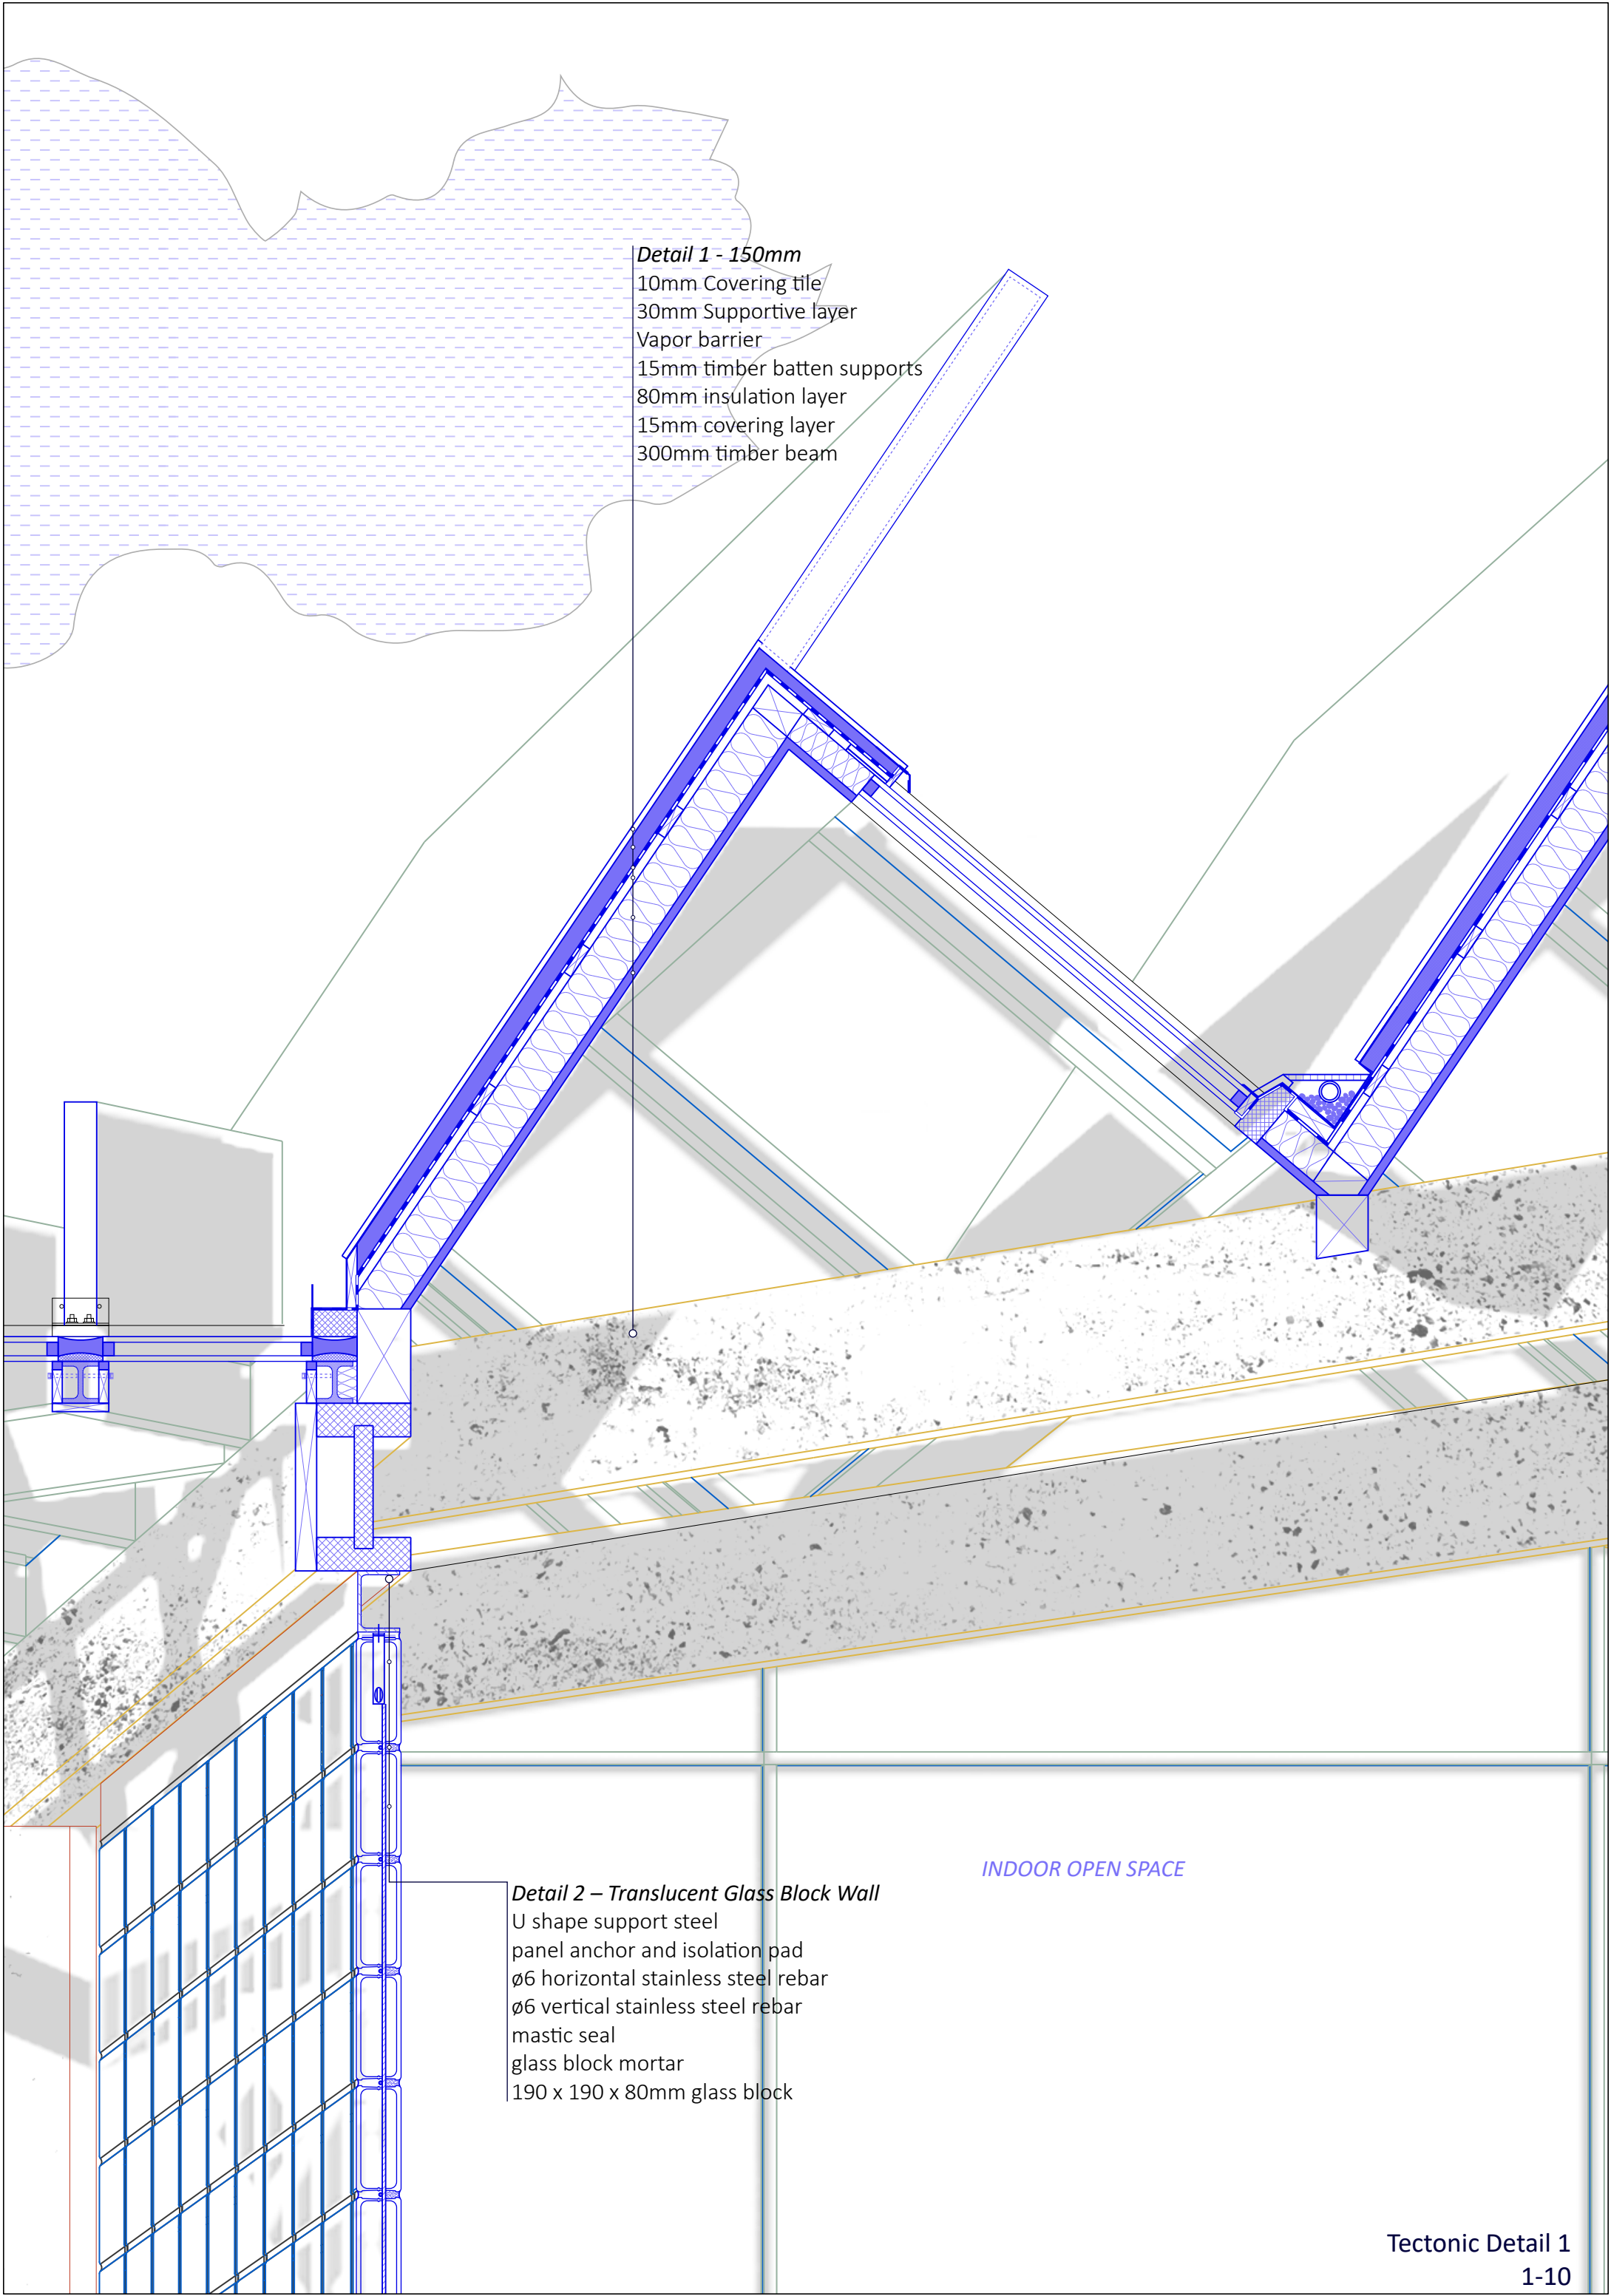 Detail 1 - 150mm
10mm Covering tile
30mm Supportive layer
Vapor barrier
15mm timber batten supports
80mm insulation layer
15mm covering layer
300mm timber beam
INDOOR OPEN SPACE
Detail 2 – Translucent Glass Block Wall
U shape support steel
panel anchor and isolation pad
ø6 horizontal stainless steel rebar
ø6 vertical stainless steel rebar
mastic seal
glass block mortar
190 x 190 x 80mm glass block
Tectonic Detail 1
1-10